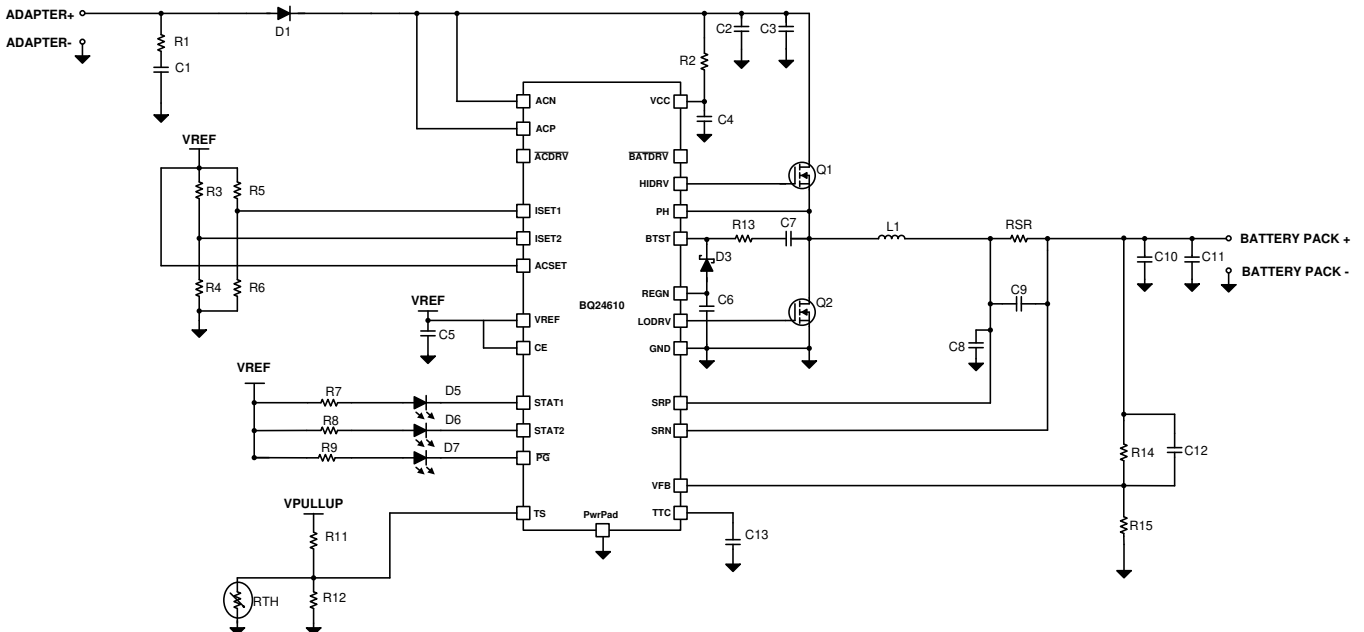 ADAPTER+
D1
R1
C1
ADAPTER-
C2
C3
R2
C4
ACN
ACP
ACDRV
ISET1
ISET2
ACSET
VREF
CE
STAT1
STAT2
PG
TS
BQ24610
PwrPad
VCC
BATDRV
HIDRV
PH
BTST
REGN
LODRV
GND
SRP
SRN
VFB
TTC
VREF
R3
R5
R4
R6
VREF
C5
VREF
R7
D5
R8
D6
R9
D7
VPULLUP
R11
RTH
R12
Q1
R13
C7
L1
RSR
D3
C6
Q2
C9
C8
C10
C11
BATTERY PACK +
BATTERY PACK -
R14
C12
R15
C13